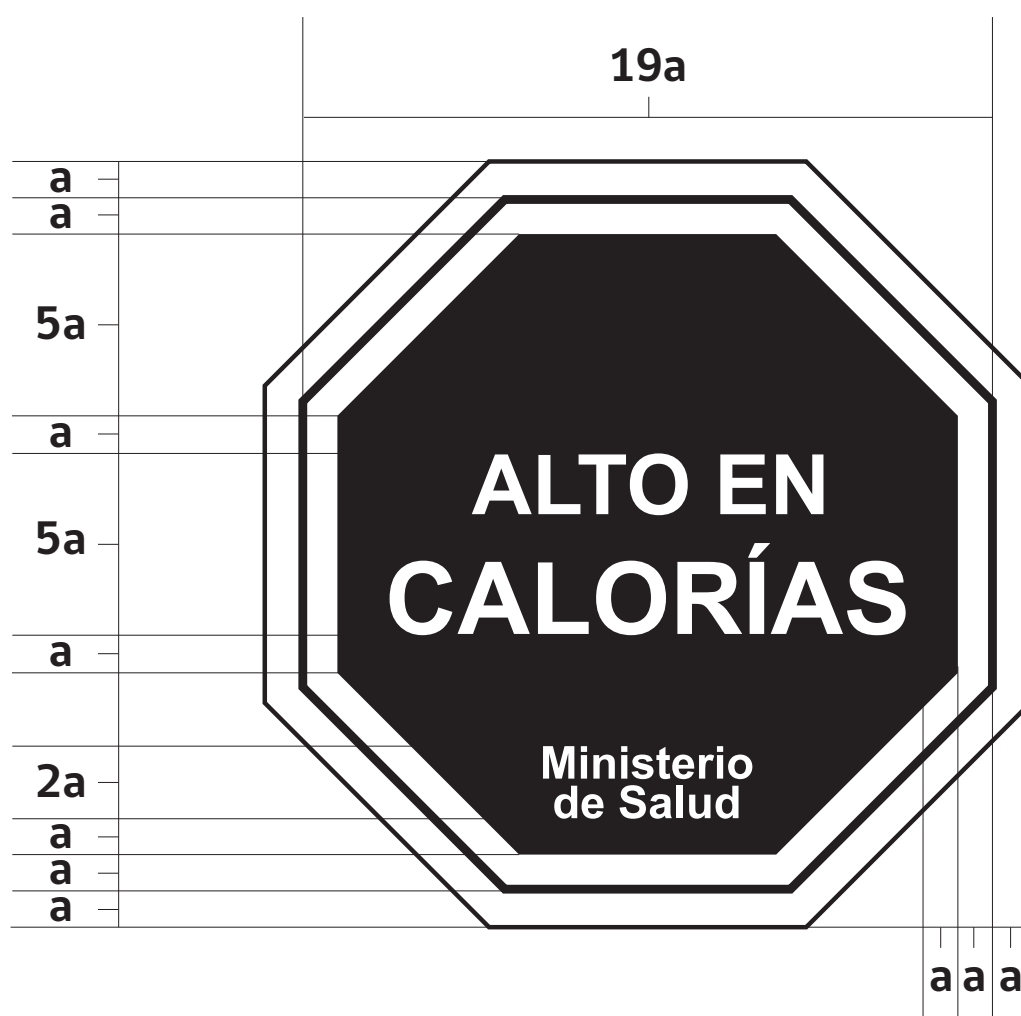 19a
a
a
5a
a
5a
a
2a
a
a
a
ALTO EN
CALORÍAS
Ministerio
de Salud
a a a